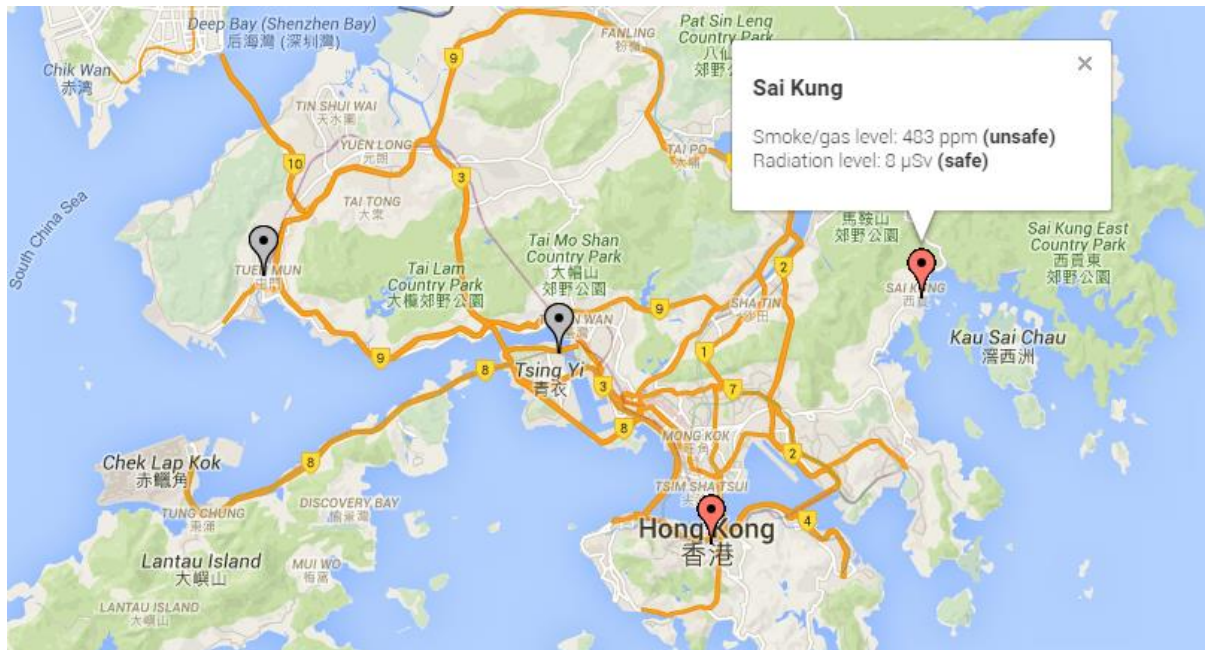 Deep Bay (Shenzhen Bay)
后海灣 (深圳灣)
Chik Wan
赤湾
FANLING
粉嶺
Pat Sin Leng
Country Park
八仙
郊野
×
Sai Kung
Smoke/gas level: 483 ppm (unsafe)
Radiation level: 8 µSv (safe)
9
TIN SHUI WAI
天水圍
YUEN LONG
元朗
10
3
TAI PO
大埔
TAI TONG
大棠
South China Sea
馬鞍山
郊野公園
Sai Kung East
Country Park
西貢東
郊野公園
TUEN MUN
屯門
Tai Lam
Country Park
大欖郊野公園
Tai Mo Shan
Country Park
大帽山
郊野公園
2
SHA TIN
沙田
SAI KUNG
西貢
9
WAN
Kau Sai Chau
滘西洲
9
8
Tsing Yi
青衣
3
1
7
8
MONG KOK
旺角
2
Chek Lap Kok
赤鱲角
8
TSIM SHA TSUI
DISCOVERY BAY
愉景灣
TUNG CHUNG
東涌
Hong Kong
香港
4
Lantau Island
大嶼山
MUI WO
梅窩
LANTAU ISLAND
大嶼山